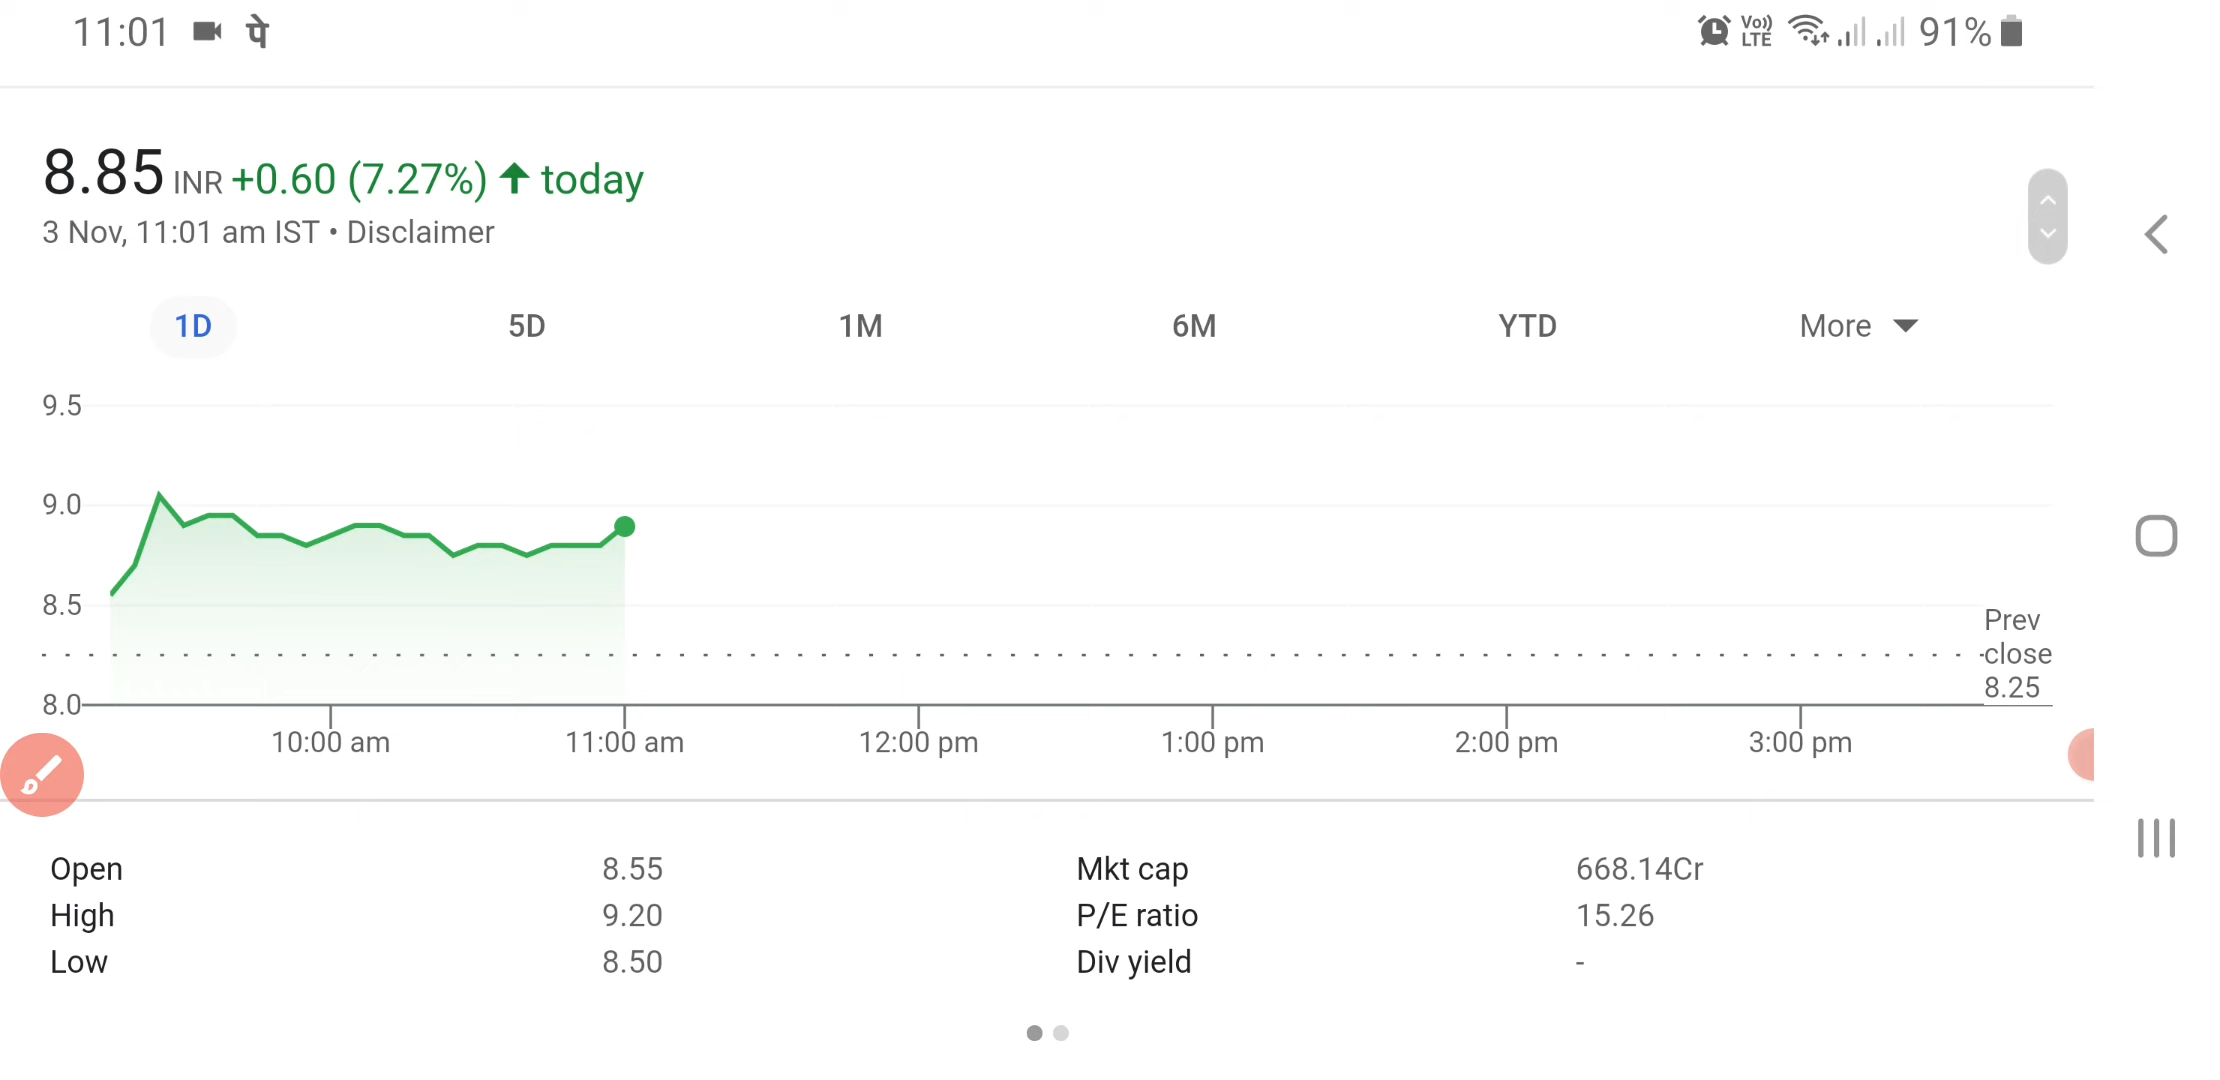 11:01 पे Vo)) LTE 91%
8.85 INR +0.60 (7.27%) ↑ today
3 Nov, 11:01 am IST • Disclaimer
1D 5D 1M 6M YTD More
9.5
9.0
8.5
8.0
Prev
close
8.25
10:00 am 11:00 am 12:00 pm 1:00 pm 2:00 pm 3:00 pm
Open 8.55 Mkt cap 668.14Cr
High 9.20 P/E ratio 15.26
Low 8.50 Div yield -